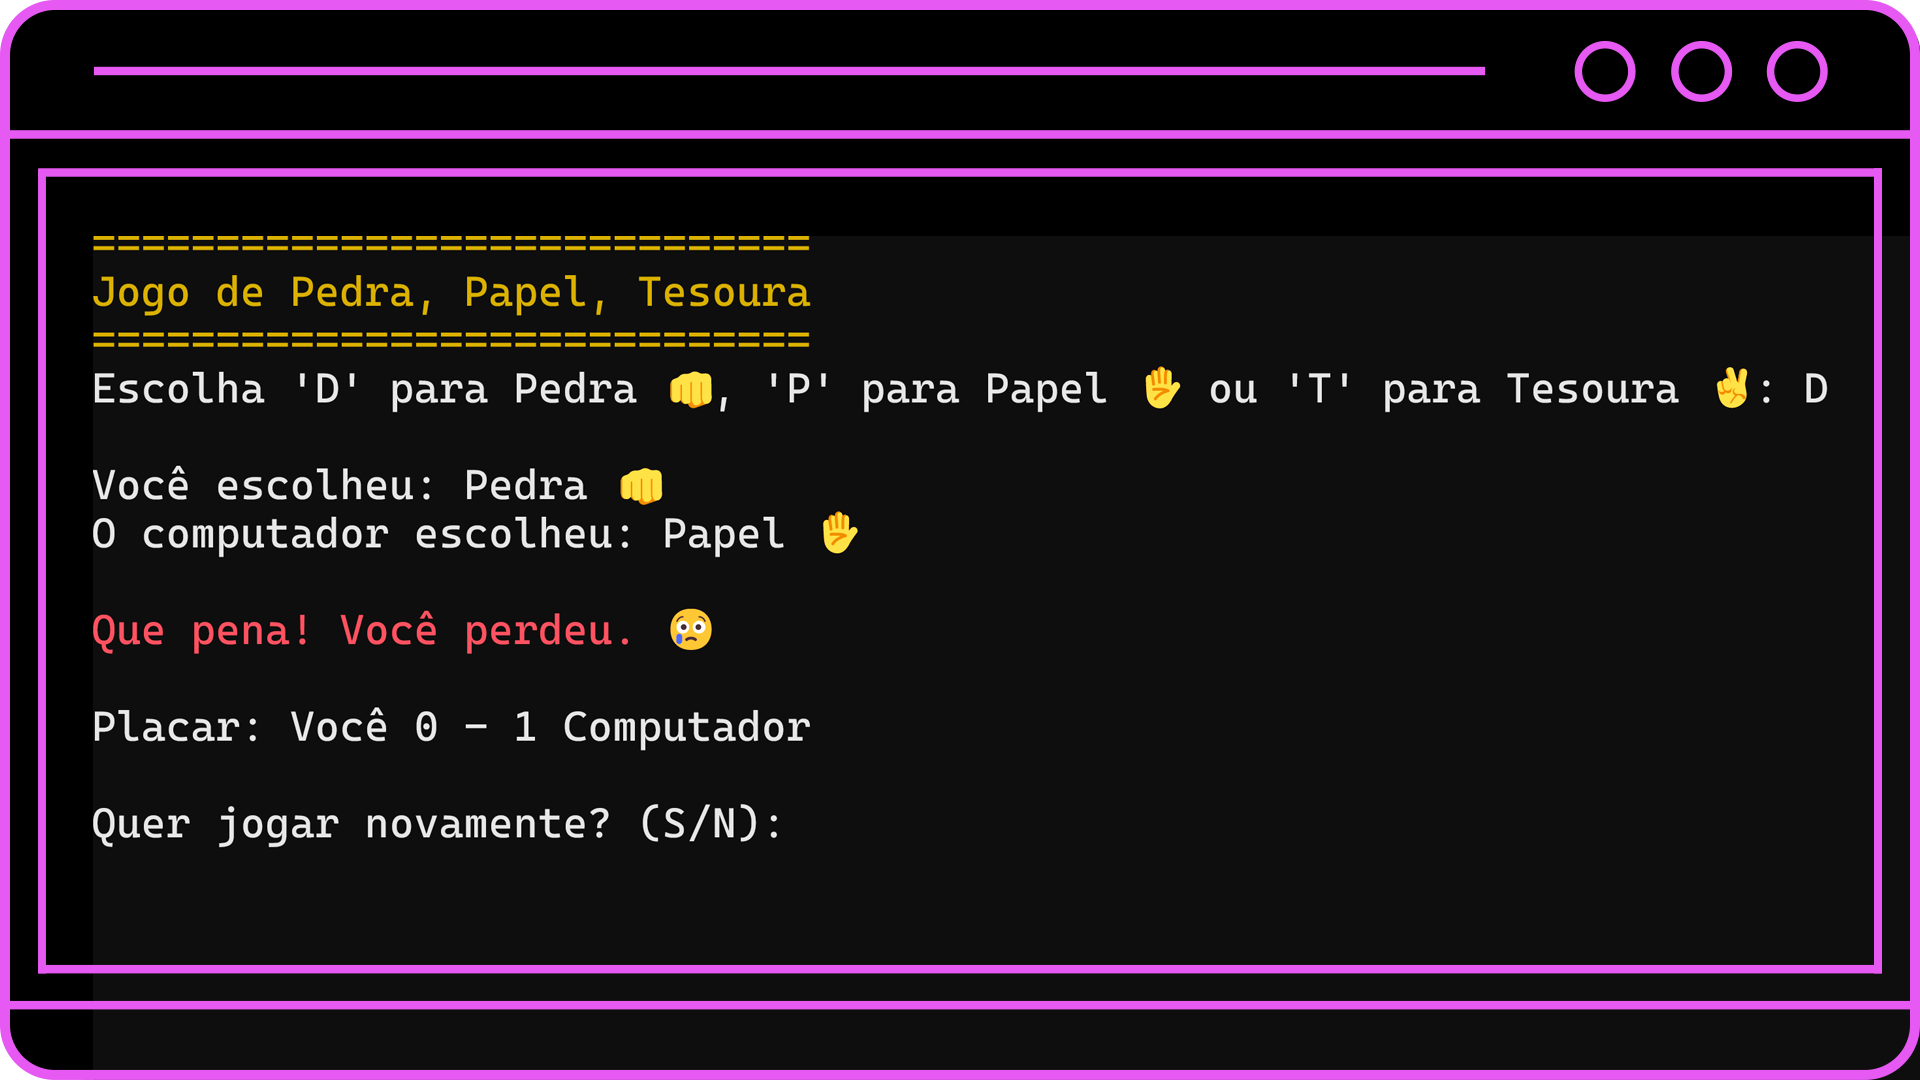 =============================
Jogo de Pedra, Papel, Tesoura
=============================
Escolha 'D' para Pedra 👊, 'P' para Papel ✋ ou 'T' para Tesoura ✌: D
Você escolheu: Pedra 👊
O computador escolheu: Papel ✋
Que pena! Você perdeu. 😢
Placar: Você 0 – 1 Computador
Quer jogar novamente? (S/N):